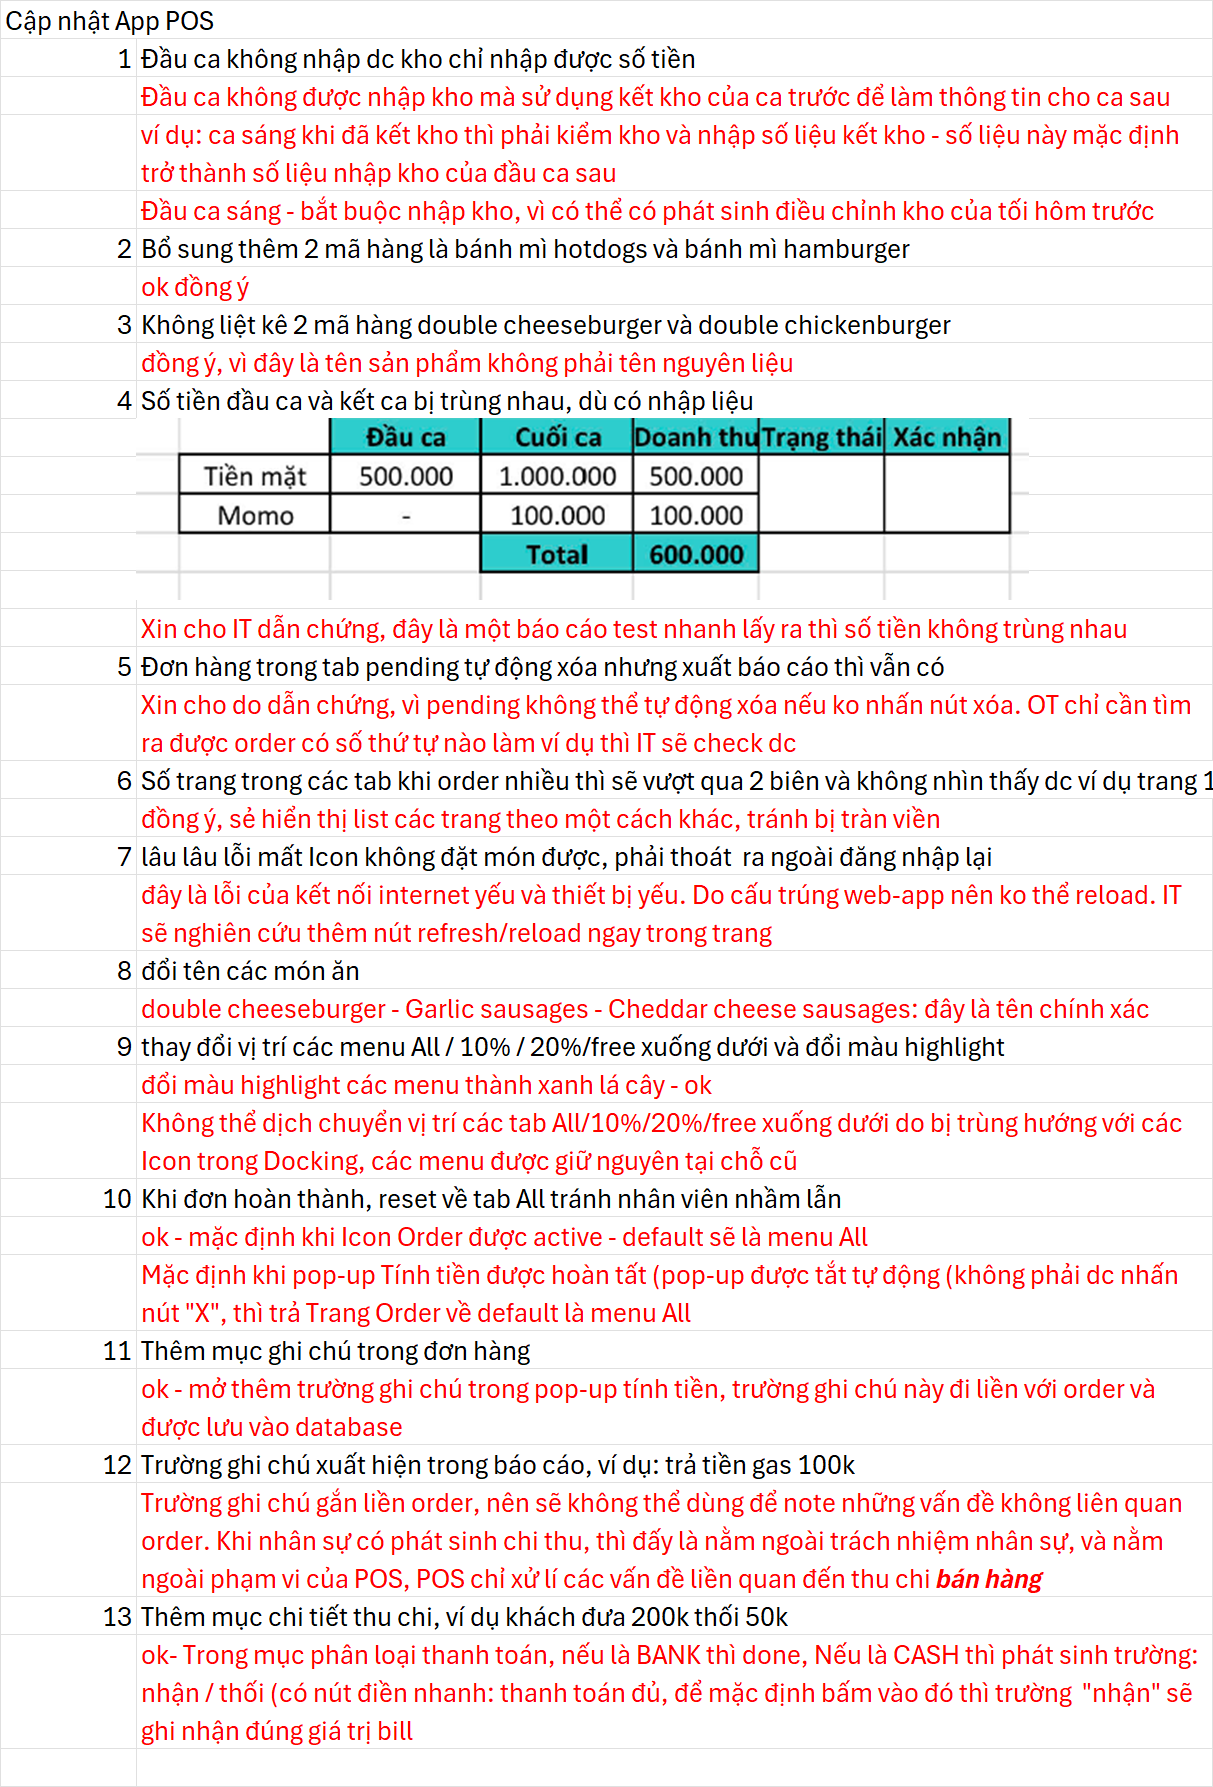 Cập nhật App POS
1 Đầu ca không nhập dc kho chỉ nhập được số tiền
Đầu ca không được nhập kho mà sử dụng kết kho của ca trước để làm thông tin cho ca sau
ví dụ: ca sáng khi đã kết kho thì phải kiểm kho và nhập số liệu kết kho - số liệu này mặc định
trở thành số liệu nhập kho của đầu ca sau
Đầu ca sáng - bắt buộc nhập kho, vì có thể có phát sinh điều chỉnh kho của tối hôm trước
2 Bổ sung thêm 2 mã hàng là bánh mì hotdogs và bánh mì hamburger
ok đồng ý
3 Không liệt kê 2 mã hàng double cheeseburger và double chickenburger
đồng ý, vì đây là tên sản phẩm không phải tên nguyên liệu
4 Số tiền đầu ca và kết ca bị trùng nhau, dù có nhập liệu
Đầu ca Cuối ca Doanh thu Trạng thái Xác nhận
Tiền mặt 500.000 1.000.000 500.000
Momo - 100.000 100.000
Total 600.000
Xin cho IT dẫn chứng, đây là một báo cáo test nhanh lấy ra thì số tiền không trùng nhau
5 Đơn hàng trong tab pending tự động xóa nhưng xuất báo cáo thì vẫn có
Xin cho do dẫn chứng, vì pending không thể tự động xóa nếu ko nhấn nút xóa. OT chỉ cần tìm
ra được order có số thứ tự nào làm ví dụ thì IT sẽ check dc
6 Số trang trong các tab khi order nhiều thì sẽ vượt qua 2 biên và không nhìn thấy dc ví dụ trang 1
đồng ý, sẻ hiển thị list các trang theo một cách khác, tránh bị tràn viền
7 lâu lâu lỗi mất Icon không đặt món được, phải thoát  ra ngoài đăng nhập lại
đây là lỗi của kết nối internet yếu và thiết bị yếu. Do cấu trúng web-app nên ko thể reload. IT
sẽ nghiên cứu thêm nút refresh/reload ngay trong trang
8 đổi tên các món ăn
double cheeseburger - Garlic sausages - Cheddar cheese sausages: đây là tên chính xác
9 thay đổi vị trí các menu All / 10% / 20%/free xuống dưới và đổi màu highlight
đổi màu highlight các menu thành xanh lá cây - ok
Không thể dịch chuyển vị trí các tab All/10%/20%/free xuống dưới do bị trùng hướng với các
Icon trong Docking, các menu được giữ nguyên tại chỗ cũ
10 Khi đơn hoàn thành, reset về tab All tránh nhân viên nhầm lẫn
ok - mặc định khi Icon Order được active - default sẽ là menu All
Mặc định khi pop-up Tính tiền được hoàn tất (pop-up được tắt tự động (không phải dc nhấn
nút "X", thì trả Trang Order về default là menu All
11 Thêm mục ghi chú trong đơn hàng
ok - mở thêm trường ghi chú trong pop-up tính tiền, trường ghi chú này đi liền với order và
được lưu vào database
12 Trường ghi chú xuất hiện trong báo cáo, ví dụ: trả tiền gas 100k
Trường ghi chú gắn liền order, nên sẽ không thể dùng để note những vấn đề không liên quan
order. Khi nhân sự có phát sinh chi thu, thì đấy là nằm ngoài trách nhiệm nhân sự, và nằm
ngoài phạm vi của POS, POS chỉ xử lí các vấn đề liền quan đến thu chi bán hàng
13 Thêm mục chi tiết thu chi, ví dụ khách đưa 200k thối 50k
ok- Trong mục phân loại thanh toán, nếu là BANK thì done, Nếu là CASH thì phát sinh trường:
nhận / thối (có nút điền nhanh: thanh toán đủ, để mặc định bấm vào đó thì trường  "nhận" sẽ
ghi nhận đúng giá trị bill